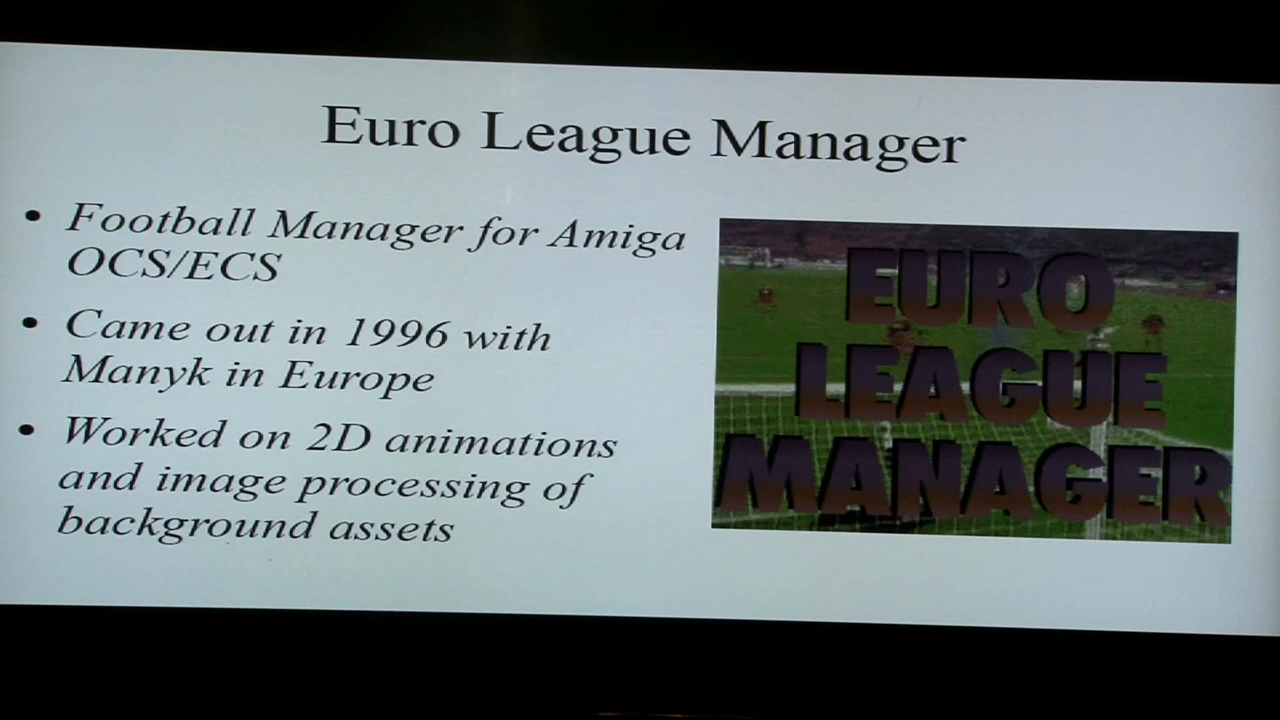 Euro League Manager
• Football Manager for Amiga
OCS/ECS
• Came out in 1996 with
Manyk in Europe
• Worked on 2D animations
and image processing of
background assets
EURO
LEAGUE
MANAGER